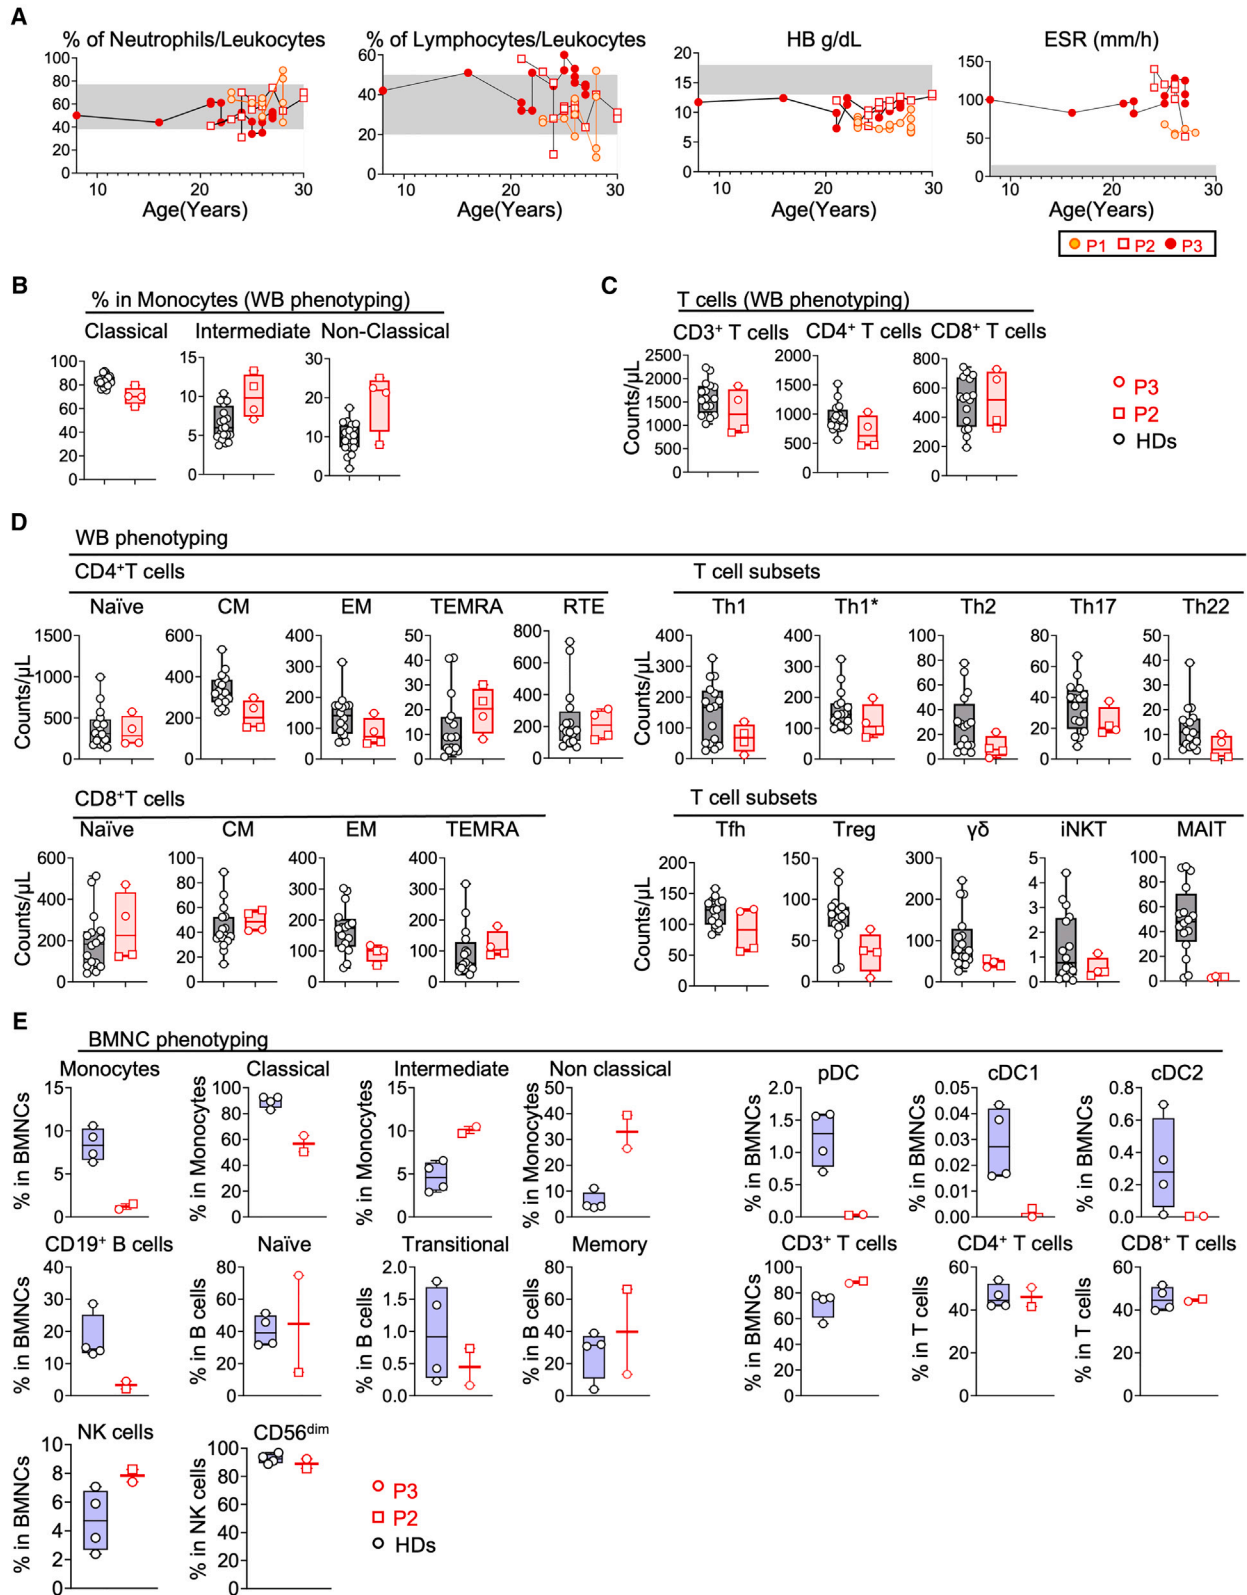 A
% of Neutrophils/Leukocytes
% of Lymphocytes/Leukocytes
HB g/dL
ESR (mm/h)
100
80
60
40
20
0
10
20
30
Age(Years)
60
40
20
0
10
20
30
Age(Years)
20
15
10
5
0
10
20
30
Age(Years)
150
100
50
0
10
20
30
Age(Years)
P1 P2 P3
B
% in Monocytes (WB phenotyping)
Classical
Intermediate
Non-Classical
100
80
60
40
20
0
15
10
5
0
30
20
10
0
C
T cells (WB phenotyping)
CD3+ T cells
CD4+ T cells
CD8+ T cells
Counts/µL
2500
2000
1500
1000
500
0
2000
1500
1000
500
0
800
600
400
200
0
P3
P2
HDs
D
WB phenotyping
CD4+T cells
T cell subsets
Naïve
CM
EM
TEMRA
RTE
Th1
Th1*
Th2
Th17
Th22
Counts/µL
1500
1000
500
0
600
400
200
0
400
300
200
100
0
50
40
30
20
10
0
800
600
400
200
0
Counts/µL
400
300
200
100
0
400
300
200
100
0
100
80
60
40
20
0
80
60
40
20
0
50
40
30
20
10
0
CD8+T cells
T cell subsets
Naïve
CM
EM
TEMRA
Tfh
Treg
γδ
iNKT
MAIT
Counts/µL
600
400
200
0
100
80
60
40
20
0
400
300
200
100
0
400
300
200
100
0
Counts/µL
200
150
100
50
0
150
100
50
0
300
200
100
0
5
4
3
2
1
0
100
80
60
40
20
0
E
BMNC phenotyping
Monocytes
Classical
Intermediate
Non classical
pDC
cDC1
cDC2
% in BMNCs
15
10
5
0
% in Monocytes
100
80
60
40
20
0
% in Monocytes
15
10
5
0
% in Monocytes
50
40
30
20
10
0
% in BMNCs
2.0
1.5
1.0
0.5
0.0
% in BMNCs
0.05
0.04
0.03
0.02
0.01
0.00
% in BMNCs
0.8
0.6
0.4
0.2
0.0
CD19+ B cells
Naïve
Transitional
Memory
CD3+ T cells
CD4+ T cells
CD8+ T cells
% in BMNCs
40
30
20
10
0
% in B cells
80
60
40
20
0
% in B cells
2.0
1.5
1.0
0.5
0.0
% in B cells
80
60
40
20
0
% in BMNCs
100
80
60
40
20
0
% in T cells
60
40
20
0
% in T cells
60
40
20
0
NK cells
CD56dim
% in BMNCs
10
8
6
4
2
0
% in NK cells
100
80
60
40
20
0
P3
P2
HDs